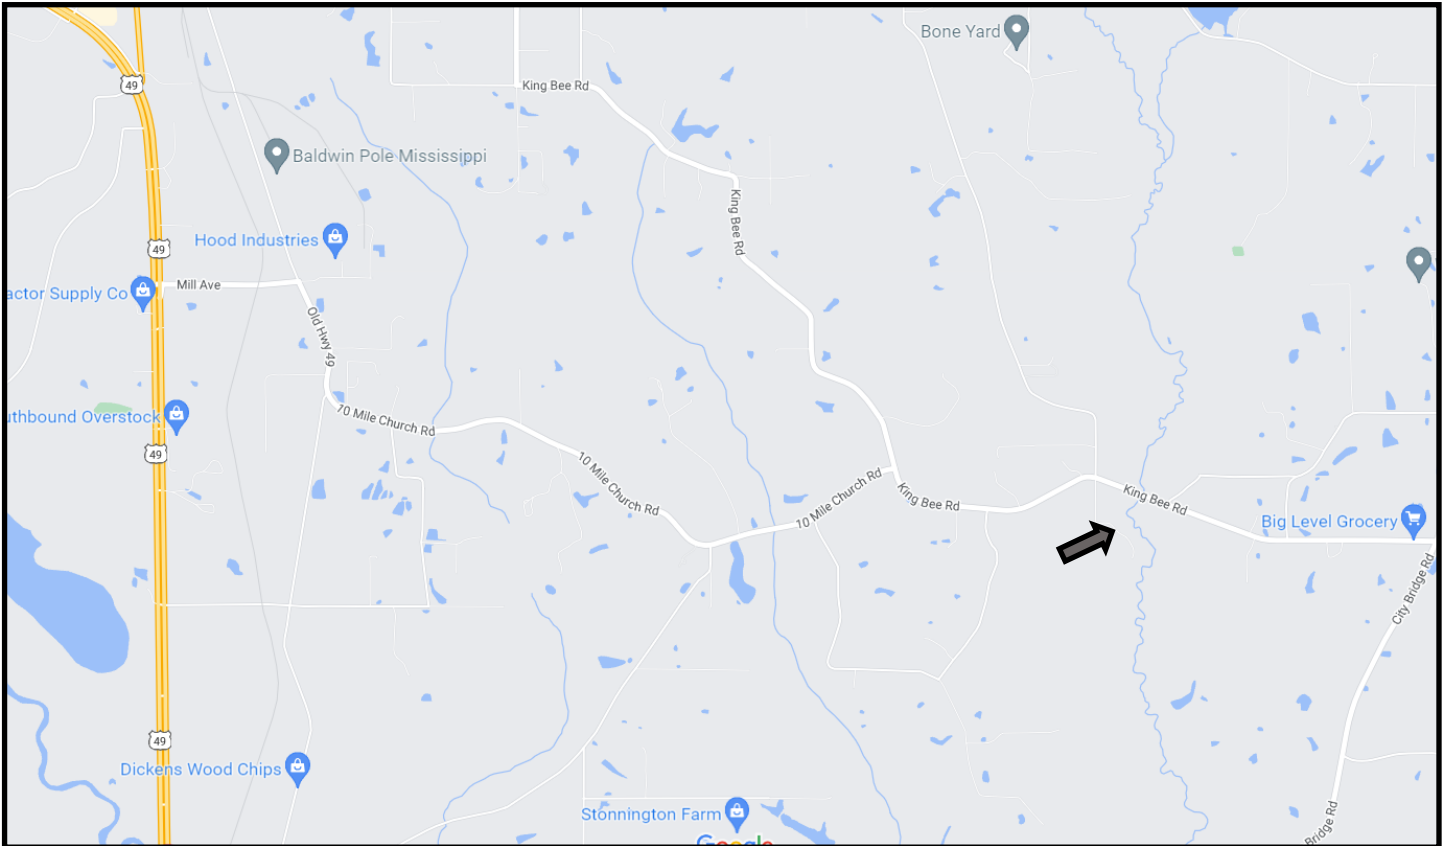 Bone Yard
49
King Bee Rd
Baldwin Pole Mississippi
King Bee Rd
Hood Industries
49
actor Supply Co
Mill Ave
Old Hwy 49
10 Mile Church Rd
uthbound Overstock
49
10 Mile Church Rd
10 Mile Church Rd
King Bee Rd
King Bee Rd
Big Level Grocery
City Bridge Rd
49
Dickens Wood Chips
Stonnington Farm
Bridge Rd
Google